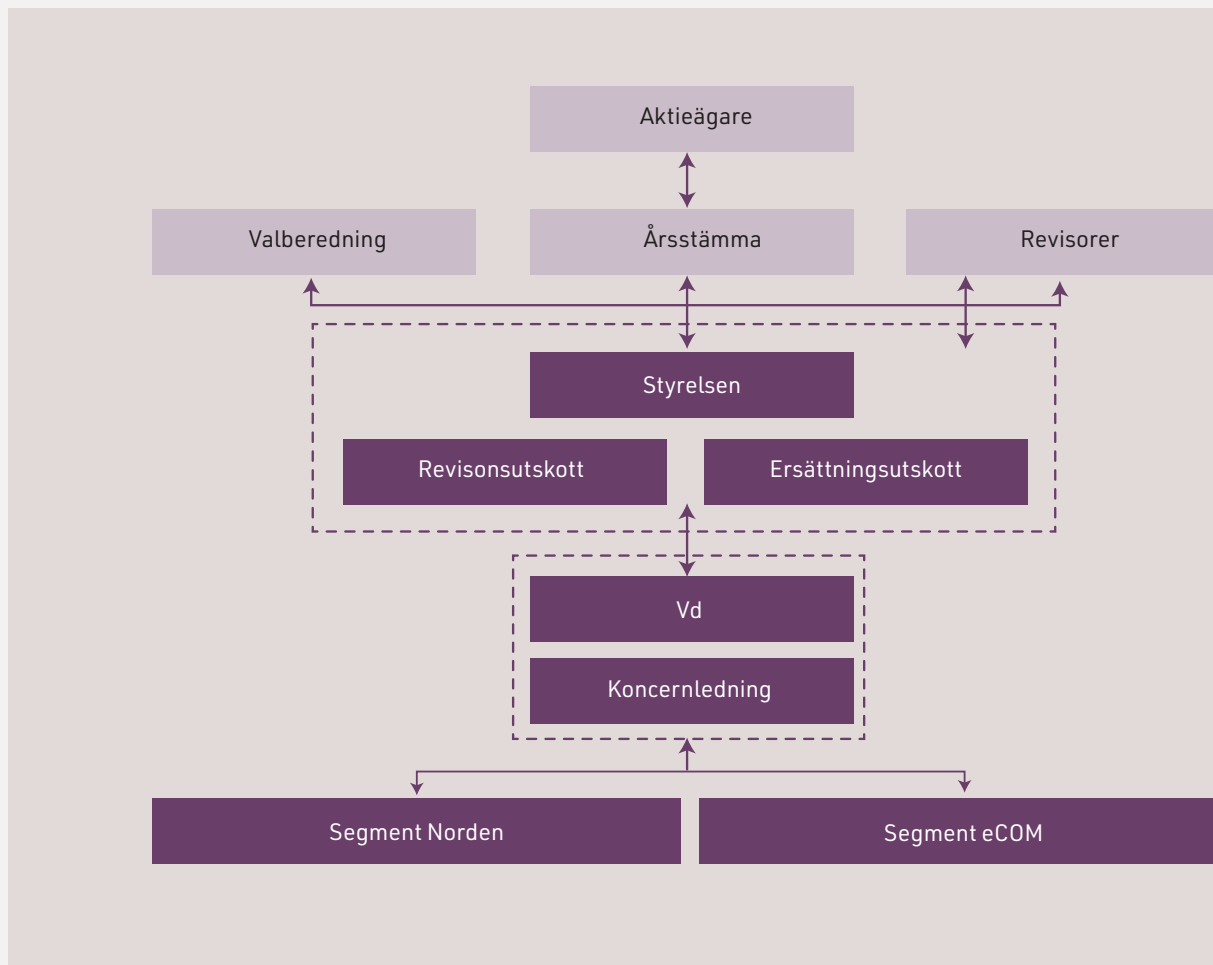 Aktieägare
Valberedning
Årsstämma
Revisorer
Styrelsen
Revisonsutskott
Ersättningsutskott
Vd
Koncernledning
Segment Norden
Segment eCOM